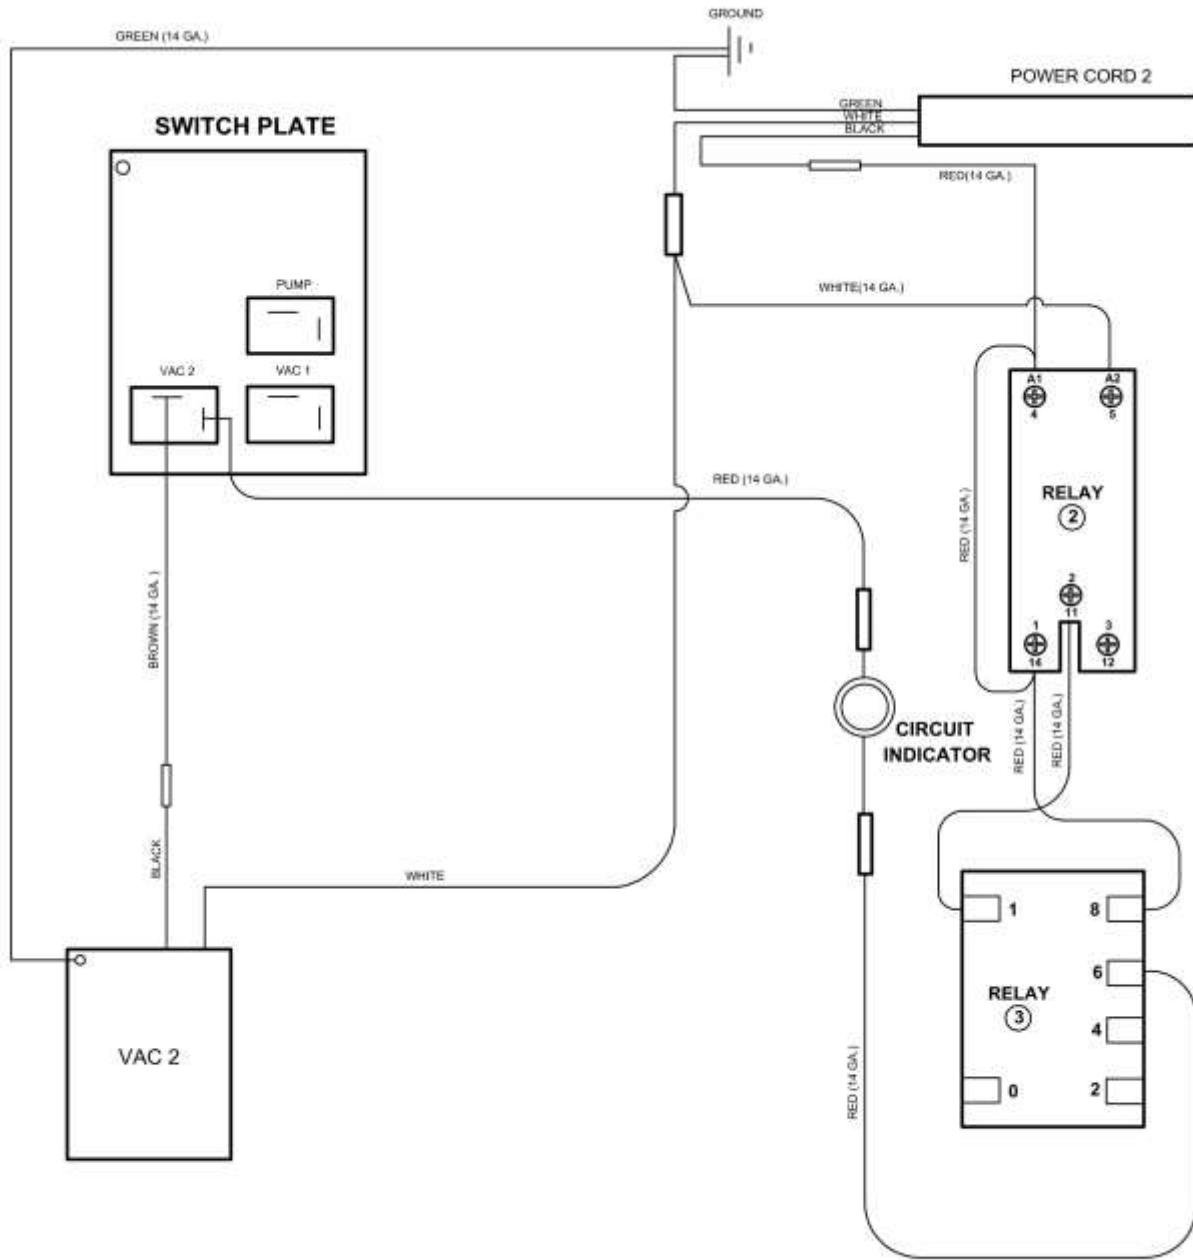 GROUND
GREEN (14 GA.)
POWER CORD 2
GREEN
WHITE
BLACK
SWITCH PLATE
RED(14 GA.)
PUMP
WHITE(14 GA.)
VAC 2
VAC 1
A1
A2
4
5
RED (14 GA.)
RELAY
2
RED (14 GA.)
2
11
1
3
14
12
BROWN (14 GA.)
CIRCUIT
INDICATOR
RED (14 GA.)
RED (14 GA.)
BLACK
WHITE
1
8
6
RELAY
3
4
VAC 2
RED (14 GA.)
0
2